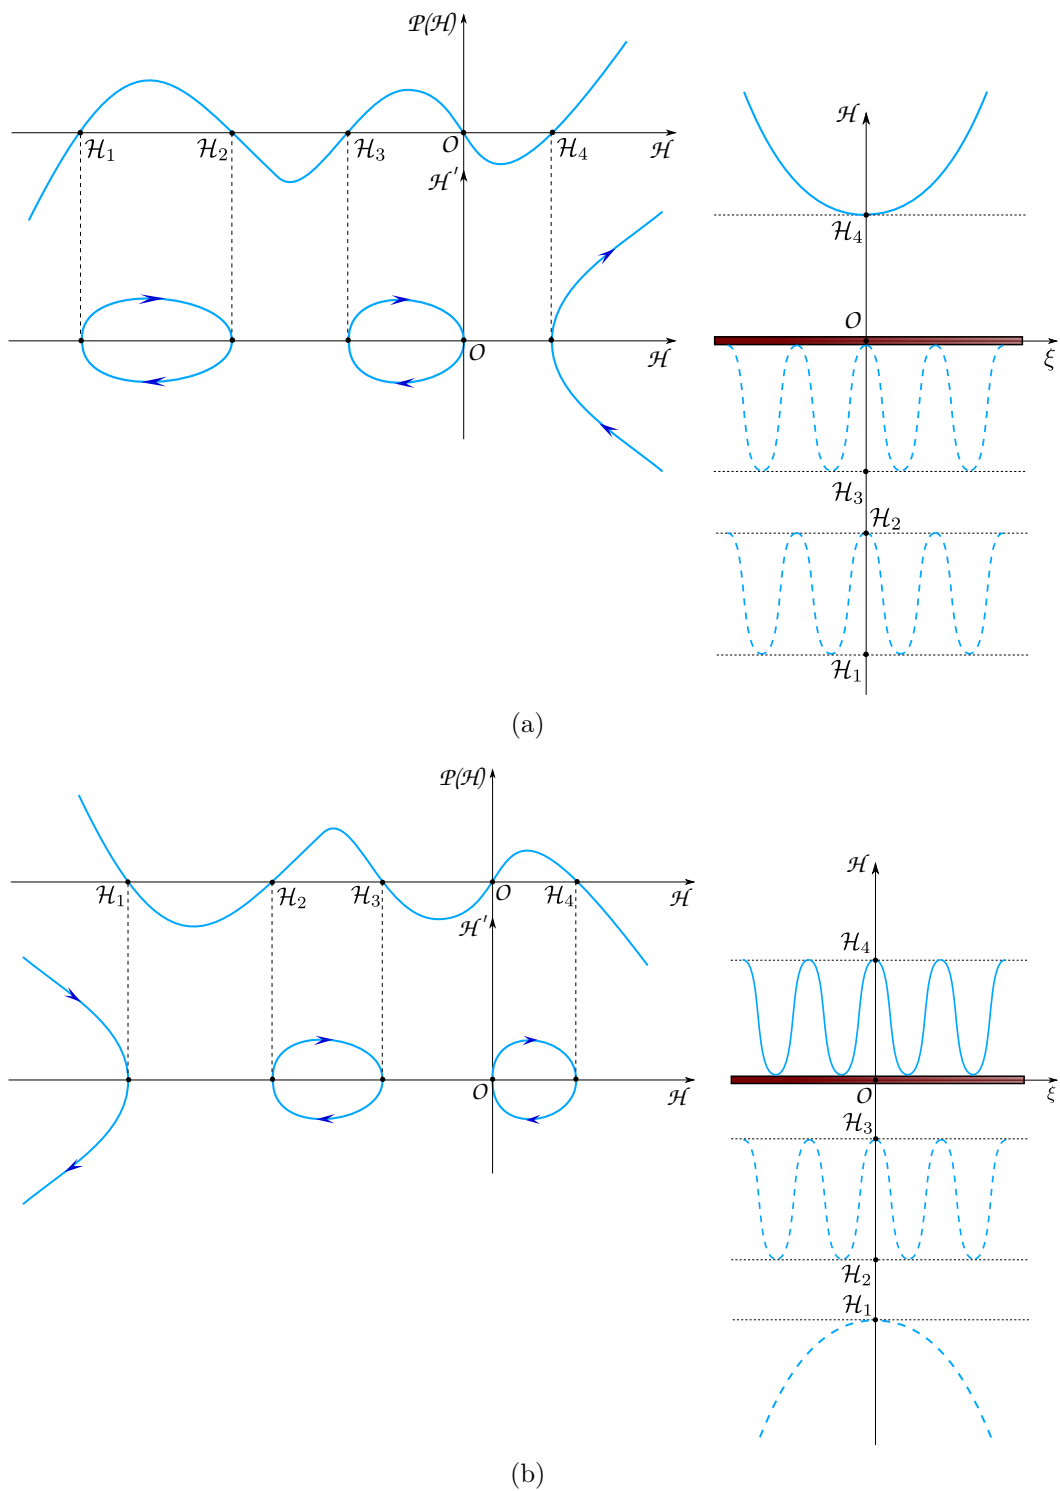 𝒫(ℋ)
ℋ₁ ℋ₂ ℋ₃ O ℋ₄ ℋ
ℋ′
O ℋ
ℋ
ℋ₄
O
ξ
ℋ₃
ℋ₂
ℋ₁
(a)
𝒫(ℋ)
ℋ₁ ℋ₂ ℋ₃ O ℋ₄ ℋ
ℋ′
O ℋ
ℋ
ℋ₄
O ξ
ℋ₃
ℋ₂
ℋ₁
(b)